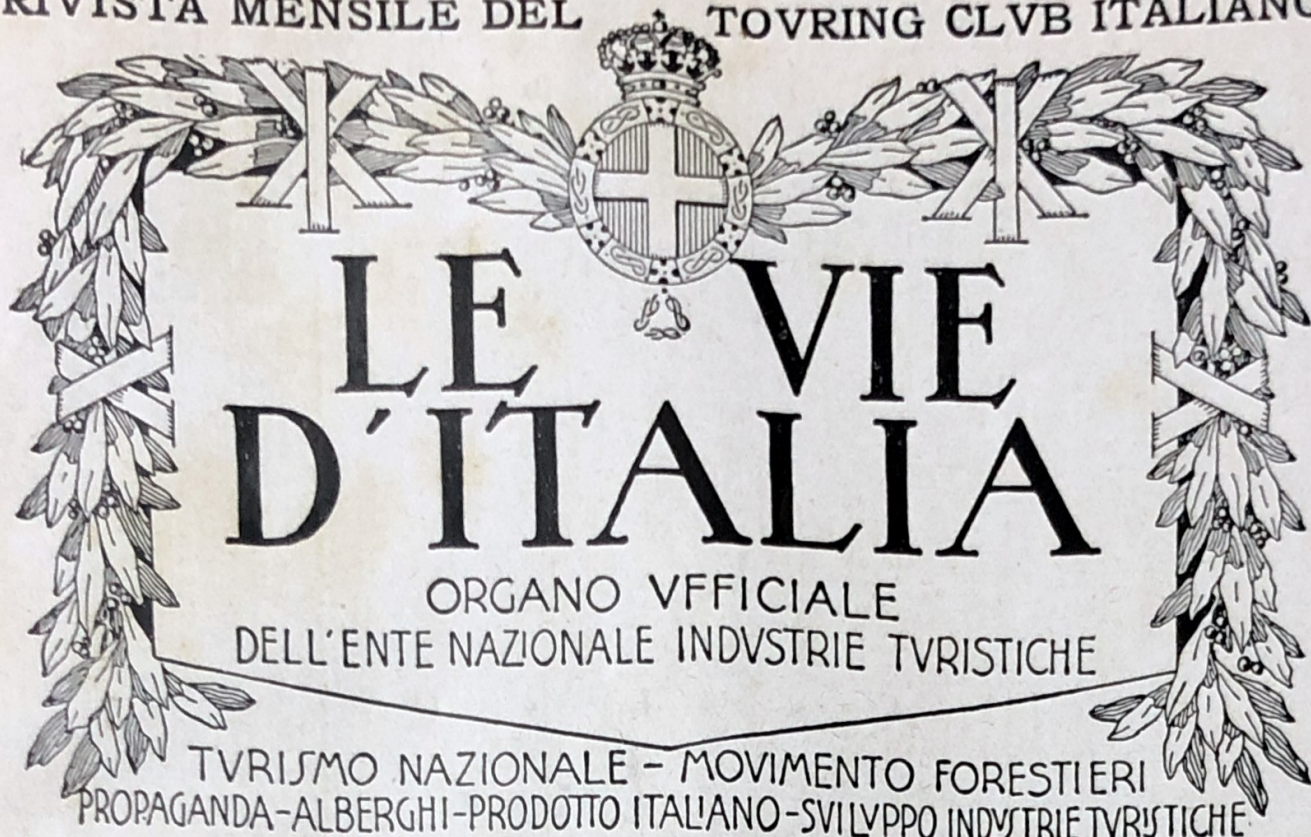 RIVISTA MENSILE DEL TOVRING CLVB ITALIANO
LE VIE
D'ITALIA
ORGANO VFFICIALE
DELL'ENTE NAZIONALE INDVSTRIE TVRISTICHE
TVRISMO NAZIONALE - MOVIMENTO FORESTIERI
PROPAGANDA-ALBERGHI-PRODOTTO ITALIANO-SVILVPPO INDVSTRIE TVRISTICHE